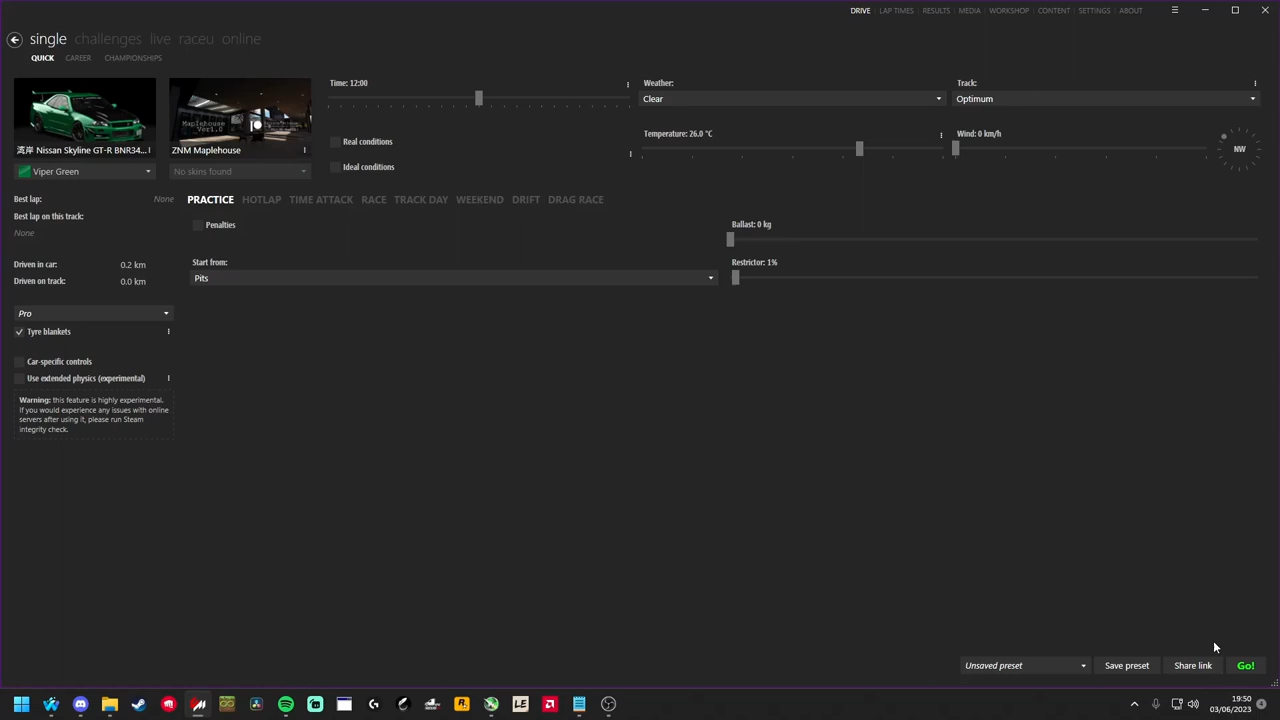 DRIVE LAP TIMES RESULTS MEDIA WORKSHOP CONTENT SETTINGS ABOUT
single challenges live raceu online
QUICK CAREER CHAMPIONSHIPS
Time: 12:00 Weather: Track:
Clear Optimum
Maplehouse
Ver1.0
Temperature: 26.0 °C Wind: 0 km/h
Real conditions
NW
湾岸 Nissan Skyline GT-R BNR34... ZNM Maplehouse
Ideal conditions
Viper Green No skins found
Best lap: None
PRACTICE HOTLAP TIME ATTACK RACE TRACK DAY WEEKEND DRIFT DRAG RACE
Best lap on this track:
None
Penalties Ballast: 0 kg
Driven in car: 0.2 km
Start from: Restrictor: 1%
Driven on track: 0.0 km
Pits
Pro
Tyre blankets
Car-specific controls
Use extended physics (experimental)
Warning: this feature is highly experimental.
If you would experience any issues with online
servers after using it, please run Steam
integrity check.
Unsaved preset Save preset Share link Go!
19:50
03/06/2023